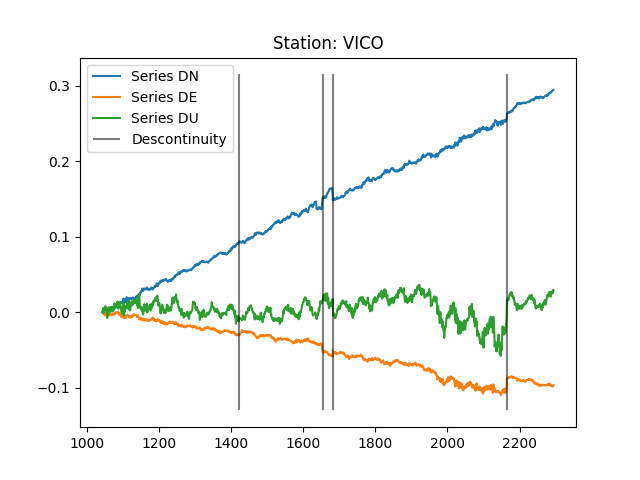 Station: VICO
Series DN
Series DE
Series DU
Descontinuity
0.3
0.2
0.1
0.0
−0.1
1000 1200 1400 1600 1800 2000 2200